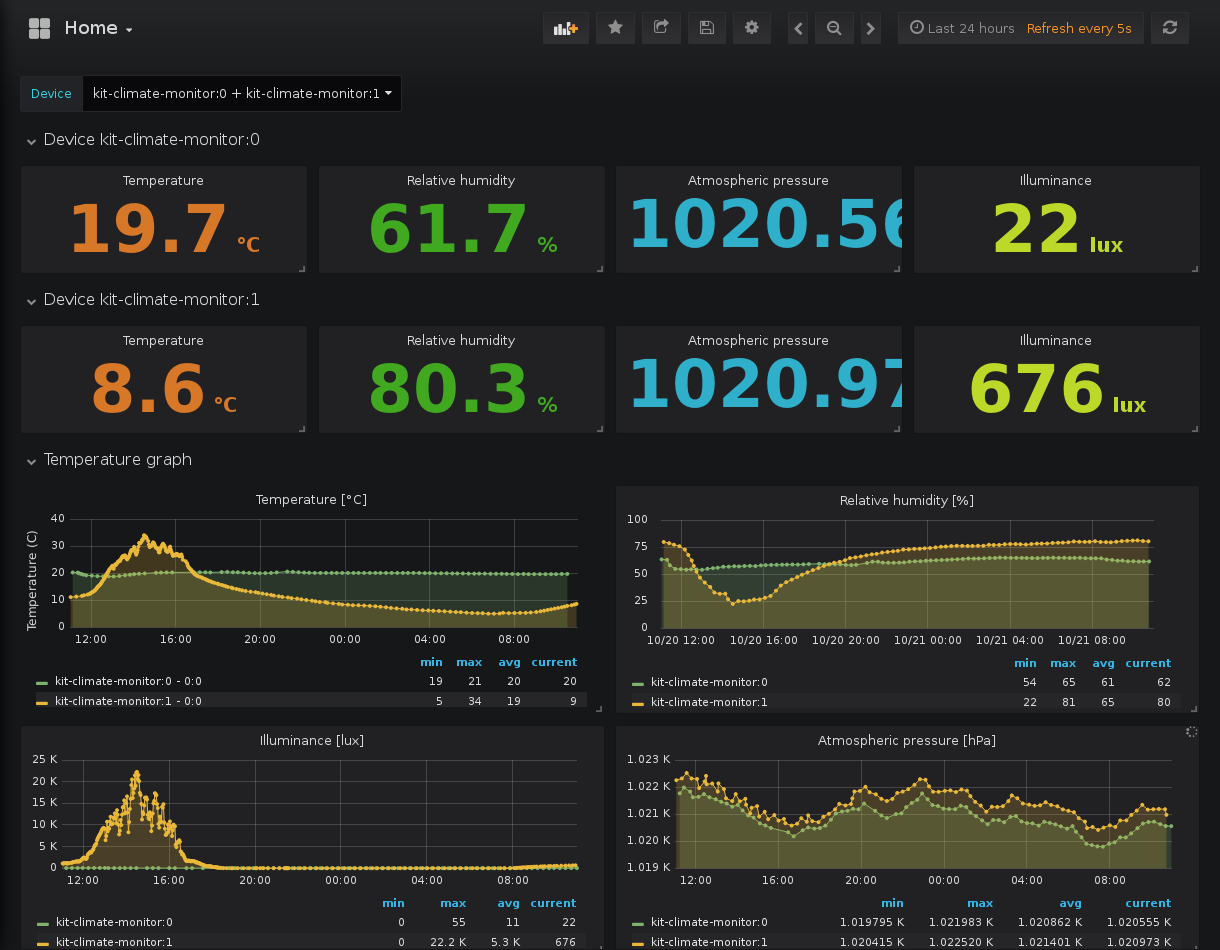 Home
Last 24 hours Refresh every 5s
Device kit-climate-monitor:0 + kit-climate-monitor:1
Device kit-climate-monitor:0
Temperature Relative humidity Atmospheric pressure Illuminance
19.7 °C 61.7 % 1020.56 22 lux
Device kit-climate-monitor:1
Temperature Relative humidity Atmospheric pressure Illuminance
8.6 °C 80.3 % 1020.97 676 lux
Temperature graph
Temperature [°C]
Temperature (C)
40
30
20
10
0
12:00 16:00 20:00 00:00 04:00 08:00
min max avg current
kit-climate-monitor:0 - 0:0 19 21 20 20
kit-climate-monitor:1 - 0:0 5 34 19 9
Relative humidity [%]
100
75
50
25
0
10/20 12:00 10/20 16:00 10/20 20:00 10/21 00:00 10/21 04:00 10/21 08:00
min max avg current
kit-climate-monitor:0 54 65 61 62
kit-climate-monitor:1 22 81 65 80
Illuminance [lux]
25 K
20 K
15 K
10 K
5 K
0
12:00 16:00 20:00 00:00 04:00 08:00
min max avg current
kit-climate-monitor:0 0 55 11 22
kit-climate-monitor:1 0 22.2 K 5.3 K 676
Atmospheric pressure [hPa]
1.023 K
1.022 K
1.021 K
1.020 K
1.019 K
12:00 16:00 20:00 00:00 04:00 08:00
min max avg current
kit-climate-monitor:0 1.019795 K 1.021983 K 1.020862 K 1.020555 K
kit-climate-monitor:1 1.020415 K 1.022520 K 1.021401 K 1.020973 K